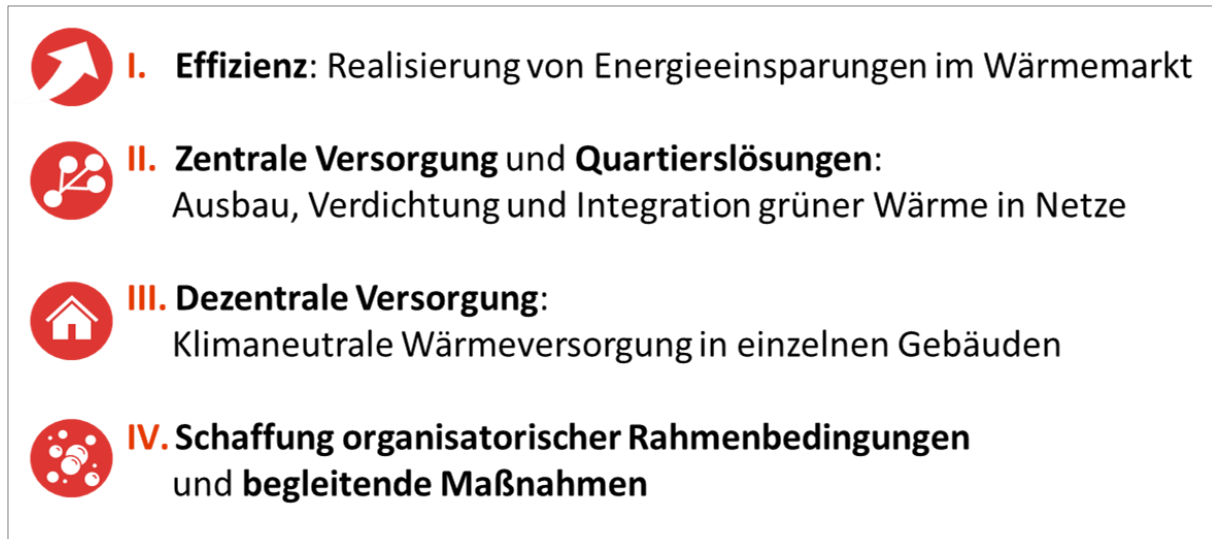 I. Effizienz: Realisierung von Energieeinsparungen im Wärmemarkt
II. Zentrale Versorgung und Quartierslösungen:
Ausbau, Verdichtung und Integration grüner Wärme in Netze
III. Dezentrale Versorgung:
Klimaneutrale Wärmeversorgung in einzelnen Gebäuden
IV. Schaffung organisatorischer Rahmenbedingungen
und begleitende Maßnahmen